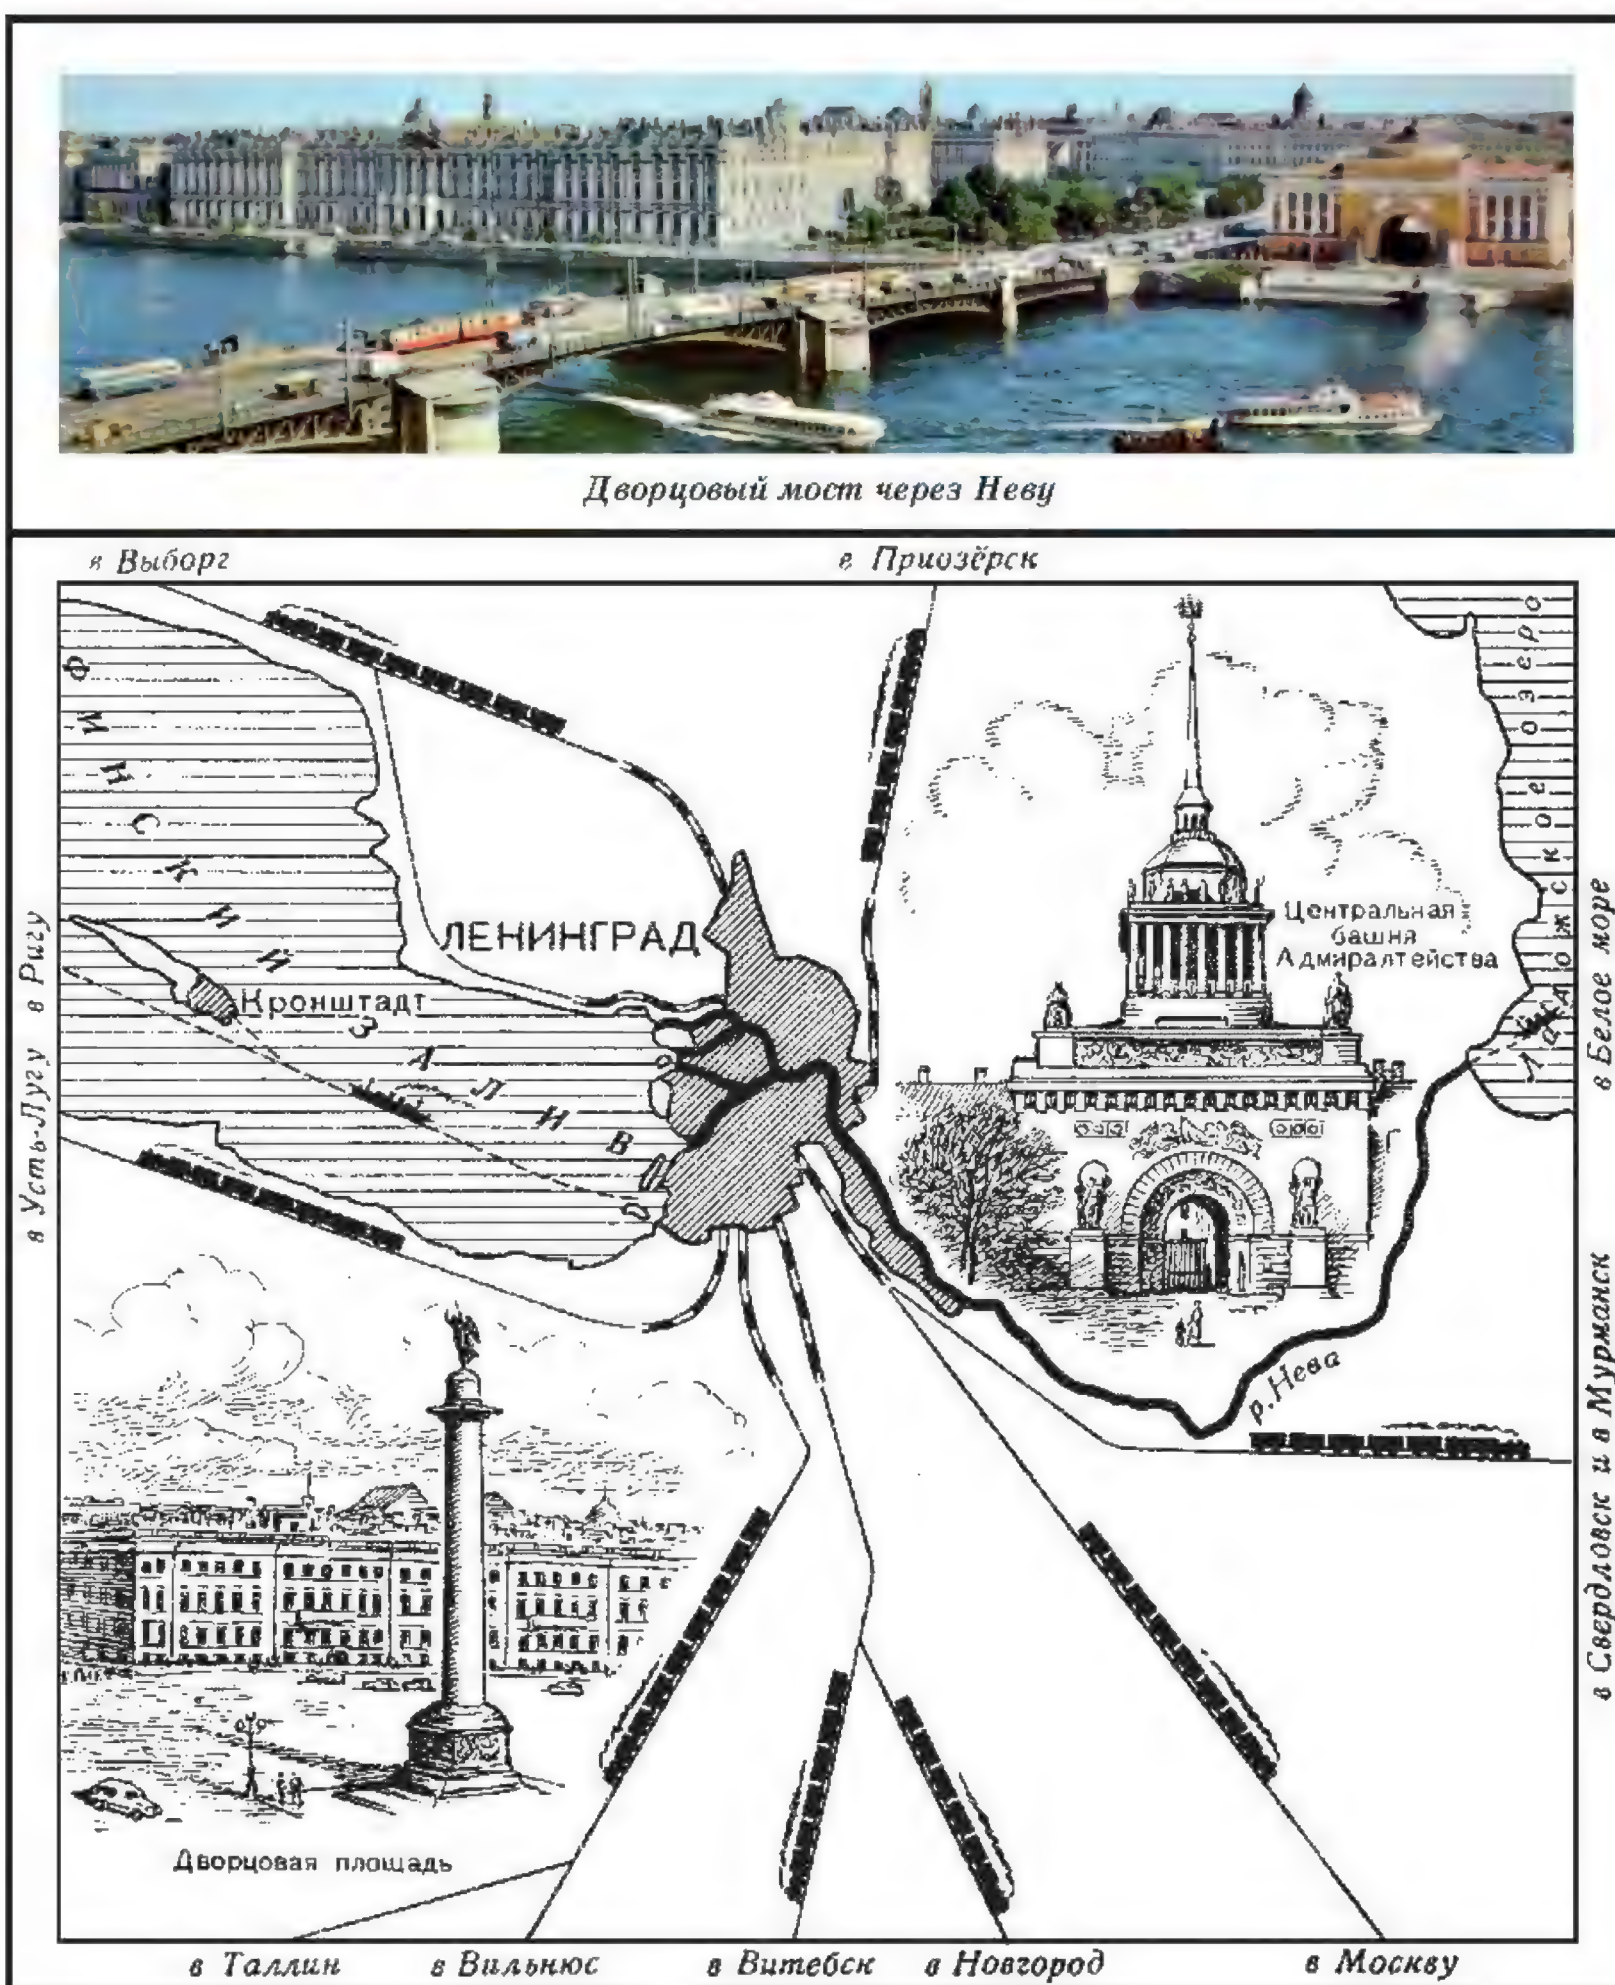 Дворцовый мост через Неву
в Выборг
в Приозёрск
ФИНСКИЙ ЗАЛИВ
Ладожское озеро
ЛЕНИНГРАД
Кронштадт
Центральная
башня
Адмиралтейства
р. Нева
Дворцовая площадь
в Усть-Лугу в Ригу
в Белое море
в Свердловск и в Мурманск
в Таллин
в Вильнюс
в Витебск
в Новгород
в Москву